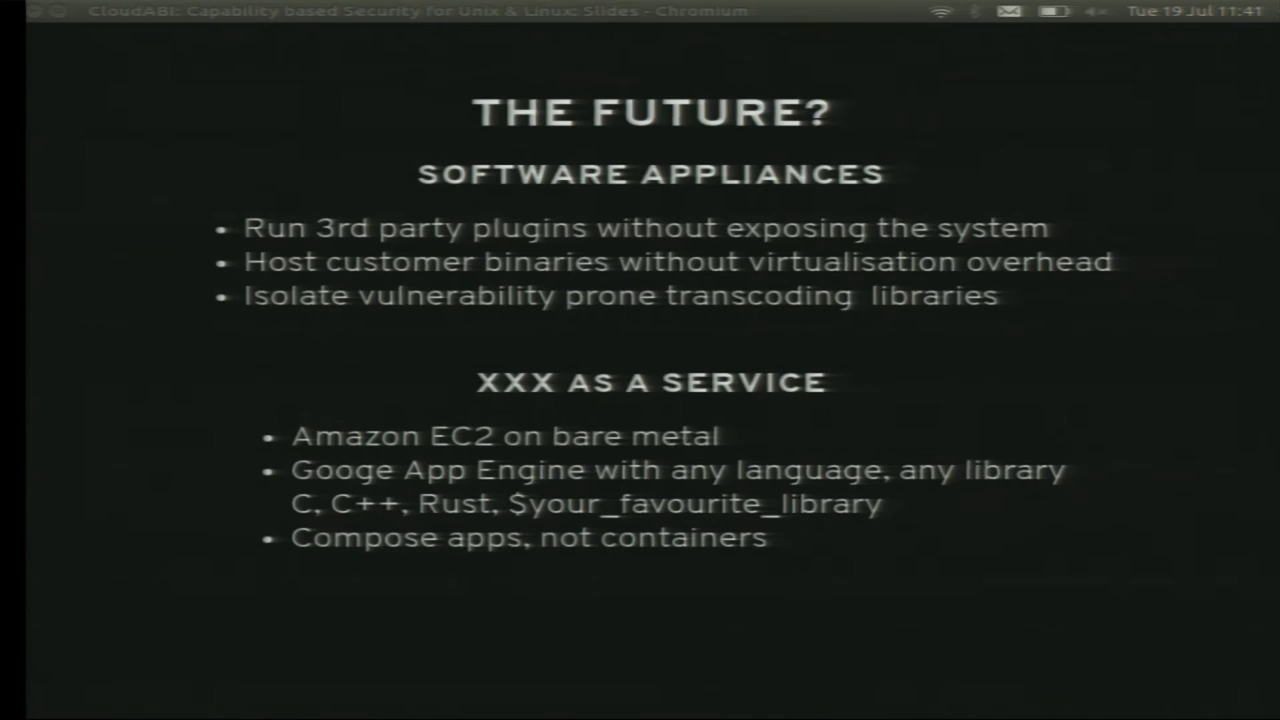 CloudABI: Capability based Security for Unix & Linux: Slides - Chromium
Tue 19 Jul 11:41
THE FUTURE?
SOFTWARE APPLIANCES
• Run 3rd party plugins without exposing the system
• Host customer binaries without virtualisation overhead
• Isolate vulnerability prone transcoding libraries
XXX AS A SERVICE
• Amazon EC2 on bare metal
• Googe App Engine with any language, any library
C, C++, Rust, $your_favourite_library
• Compose apps, not containers